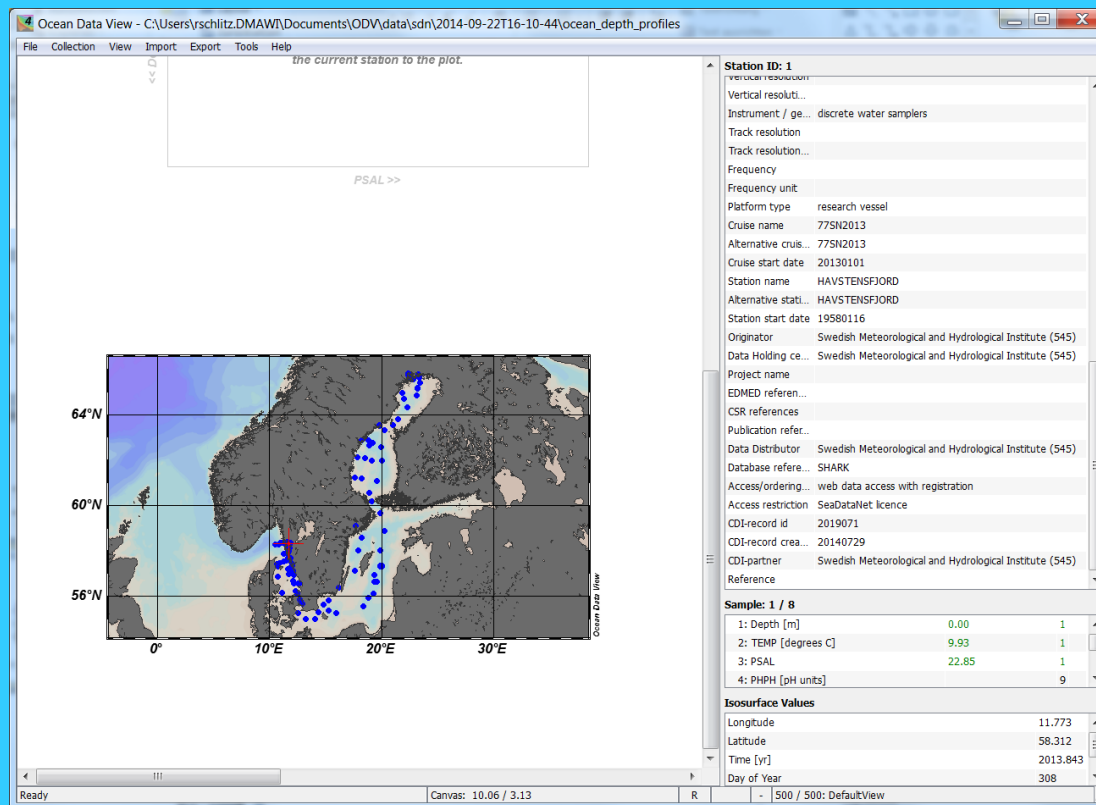 Ocean Data View - C:\Users\rschlitz.DMAWI\Documents\ODV\data\sdn\2014-09-22T16-10-44\ocean_depth_profiles
File Collection View Import Export Tools Help
the current station to the plot.
PSAL >>
64°N
60°N
56°N
0°
10°E
20°E
30°E
Ocean Data View
Station ID: 1
Vertical resolution
Vertical resoluti...
Instrument / ge... discrete water samplers
Track resolution
Track resolution...
Frequency
Frequency unit
Platform type research vessel
Cruise name 77SN2013
Alternative cruis... 77SN2013
Cruise start date 20130101
Station name HAVSTENSFJORD
Alternative stati... HAVSTENSFJORD
Station start date 19580116
Originator Swedish Meteorological and Hydrological Institute (545)
Data Holding ce... Swedish Meteorological and Hydrological Institute (545)
Project name
EDMED referen...
CSR references
Publication refer...
Data Distributor Swedish Meteorological and Hydrological Institute (545)
Database refere... SHARK
Access/ordering... web data access with registration
Access restriction SeaDataNet licence
CDI-record id 2019071
CDI-record crea... 20140729
CDI-partner Swedish Meteorological and Hydrological Institute (545)
Reference
Sample: 1 / 8
1: Depth [m] 0.00 1
2: TEMP [degrees C] 9.93 1
3: PSAL 22.85 1
4: PHPH [pH units] 9
Isosurface Values
Longitude 11.773
Latitude 58.312
Time [yr] 2013.843
Day of Year 308
Ready
Canvas: 10.06 / 3.13
R
- 500 / 500: DefaultView